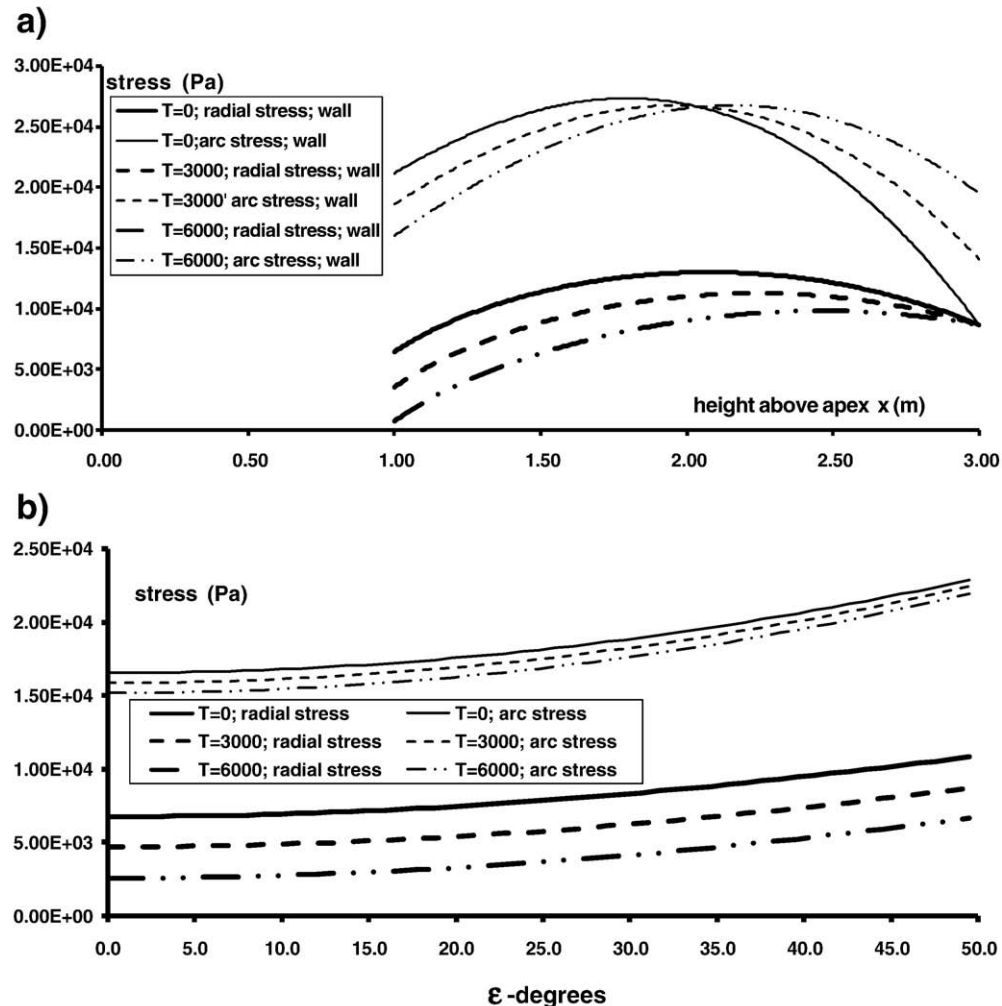 a)
3.00E+04
stress (Pa)
T=0; radial stress; wall
2.50E+04
T=0;arc stress; wall
T=3000; radial stress; wall
2.00E+04
T=3000' arc stress; wall
T=6000; radial stress; wall
1.50E+04
T=6000; arc stress; wall
1.00E+04
5.00E+03
height above apex x (m)
0.00E+00
0.00 0.50 1.00 1.50 2.00 2.50 3.00
b)
2.50E+04
stress (Pa)
2.00E+04
1.50E+04
T=0; radial stress T=0; arc stress
T=3000; radial stress T=3000; arc stress
T=6000; radial stress T=6000; arc stress
1.00E+04
5.00E+03
0.00E+00
0.0 5.0 10.0 15.0 20.0 25.0 30.0 35.0 40.0 45.0 50.0
ε -degrees